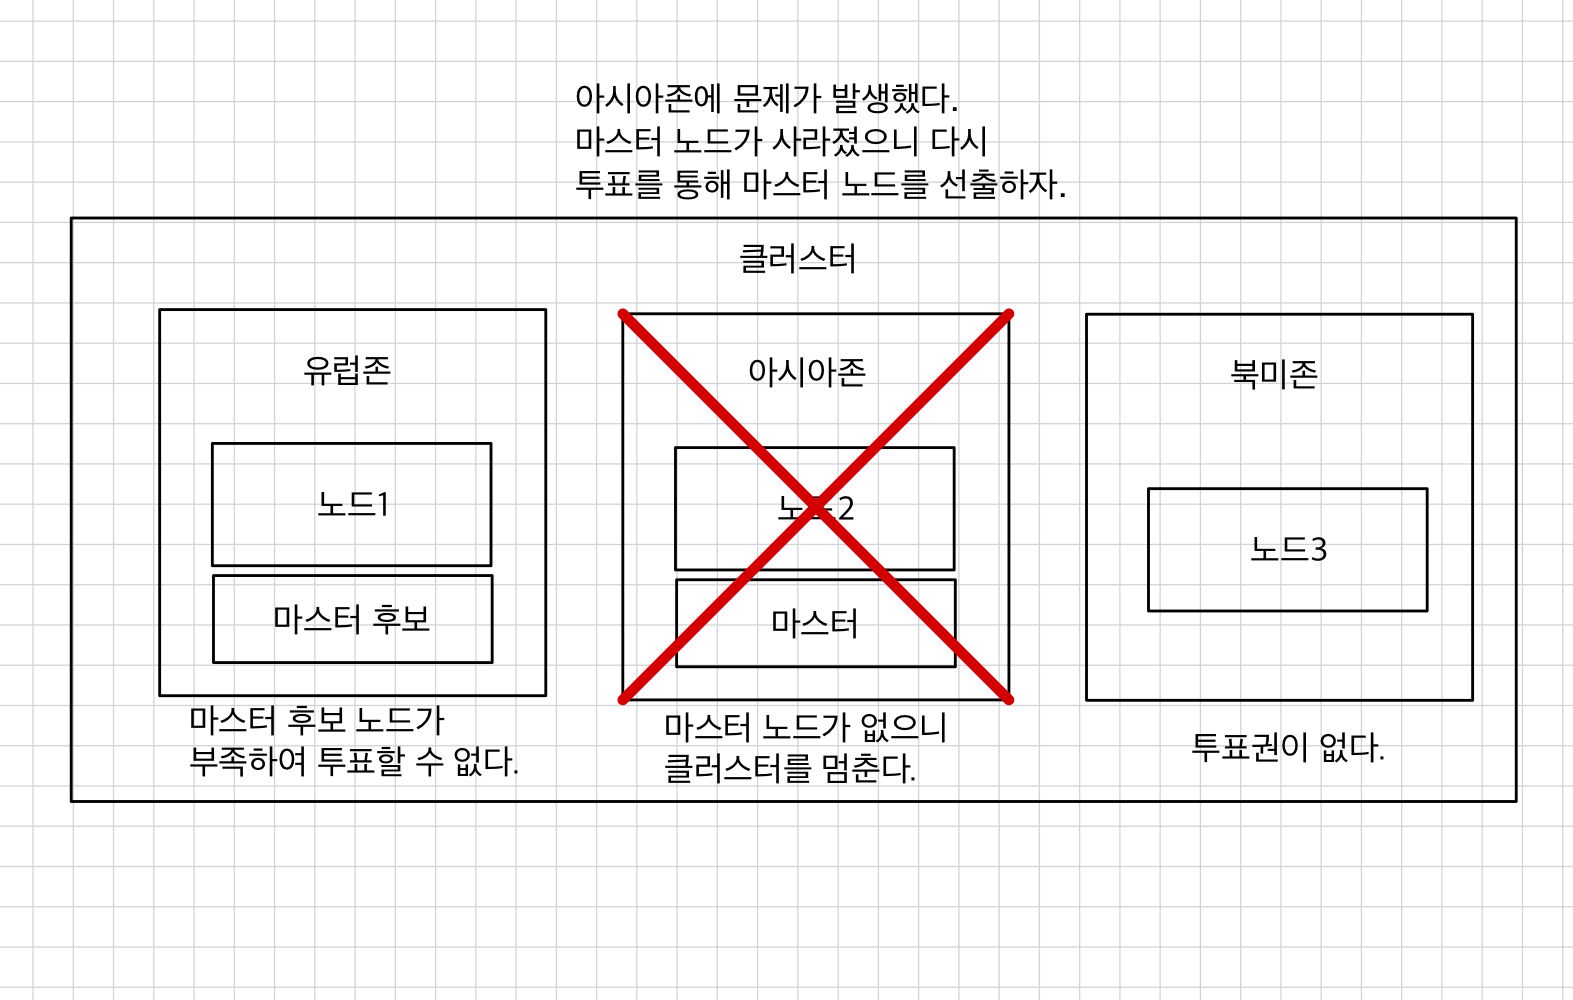 아시아존에 문제가 발생했다.
마스터 노드가 사라졌으니 다시
투표를 통해 마스터 노드를 선출하자.
클러스터
유럽존
노드1
마스터 후보
마스터 후보 노드가
부족하여 투표할 수 없다.
아시아존
노드2
마스터
마스터 노드가 없으니
클러스터를 멈춘다.
북미존
노드3
투표권이 없다.